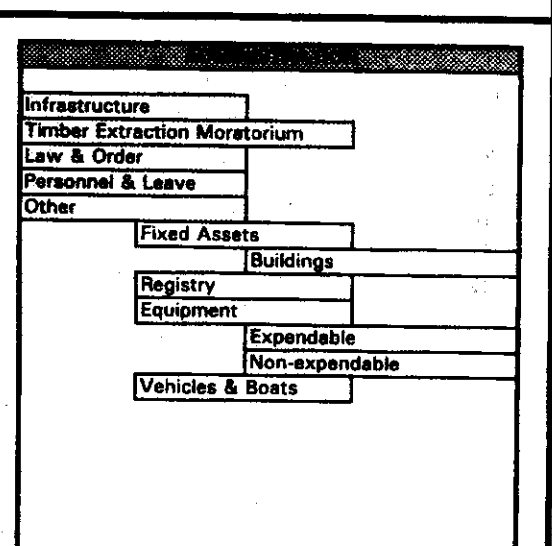 Infrastructure
Timber Extraction Moratorium
Law & Order
Personnel & Leave
Other
Fixed Assets
Buildings
Registry
Equipment
Expendable
Non-expendable
Vehicles & Boats